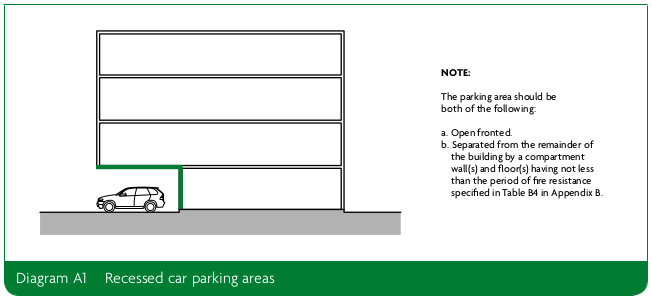 NOTE:
The parking area should be
both of the following:
a. Open fronted.
b. Separated from the remainder of
the building by a compartment
wall(s) and floor(s) having not less
than the period of fire resistance
specified in Table B4 in Appendix B.
Diagram A1 Recessed car parking areas